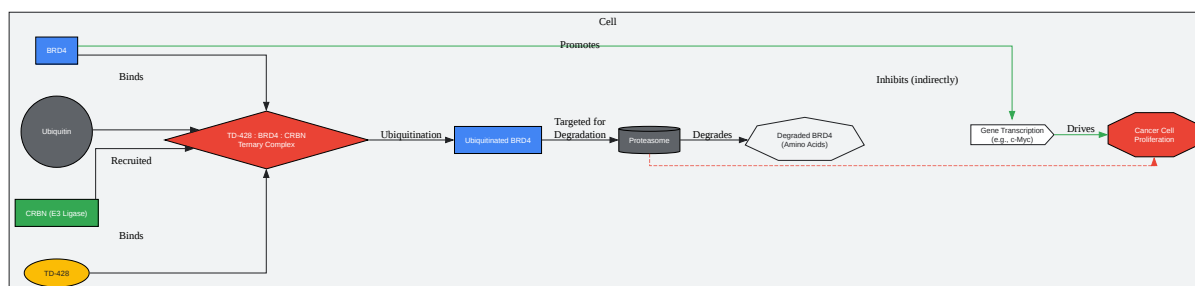 Cell
BRD4
Promotes
Binds
Inhibits (indirectly)
Ubiquitin
TD-428 : BRD4 : CRBN
Ternary Complex
Ubiquitination
Ubiquitinated BRD4
Targeted for
Degradation
Proteasome
Degrades
Degraded BRD4
(Amino Acids)
Gene Transcription
(e.g., c-Myc)
Drives
Cancer Cell
Proliferation
Recruited
CRBN (E3 Ligase)
Binds
TD-428